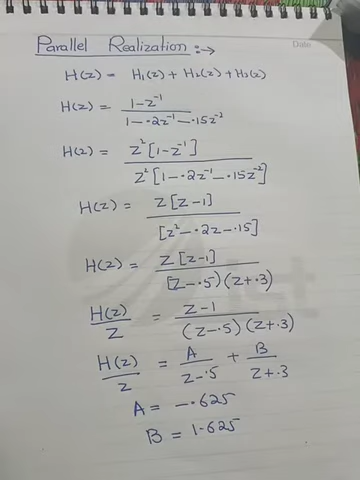 Parallel Realization :→
Date
H(z) = H₁(z) + H₂(z) + H₃(z)
H(z) = 1-z⁻¹ / 1-·2z⁻¹-·15z⁻²
H(z) = z²[1-z⁻¹] / z²[1-·2z⁻¹-·15z⁻²]
H(z) = z[z-1] / [z²-·2z-·15]
H(z) = z[z-1] / [z-·5)(z+·3)
H(z)/z = z-1 / (z-·5)(z+·3)
H(z)/z = A/z-·5 + B/z+·3
A = -·625
B = 1·625